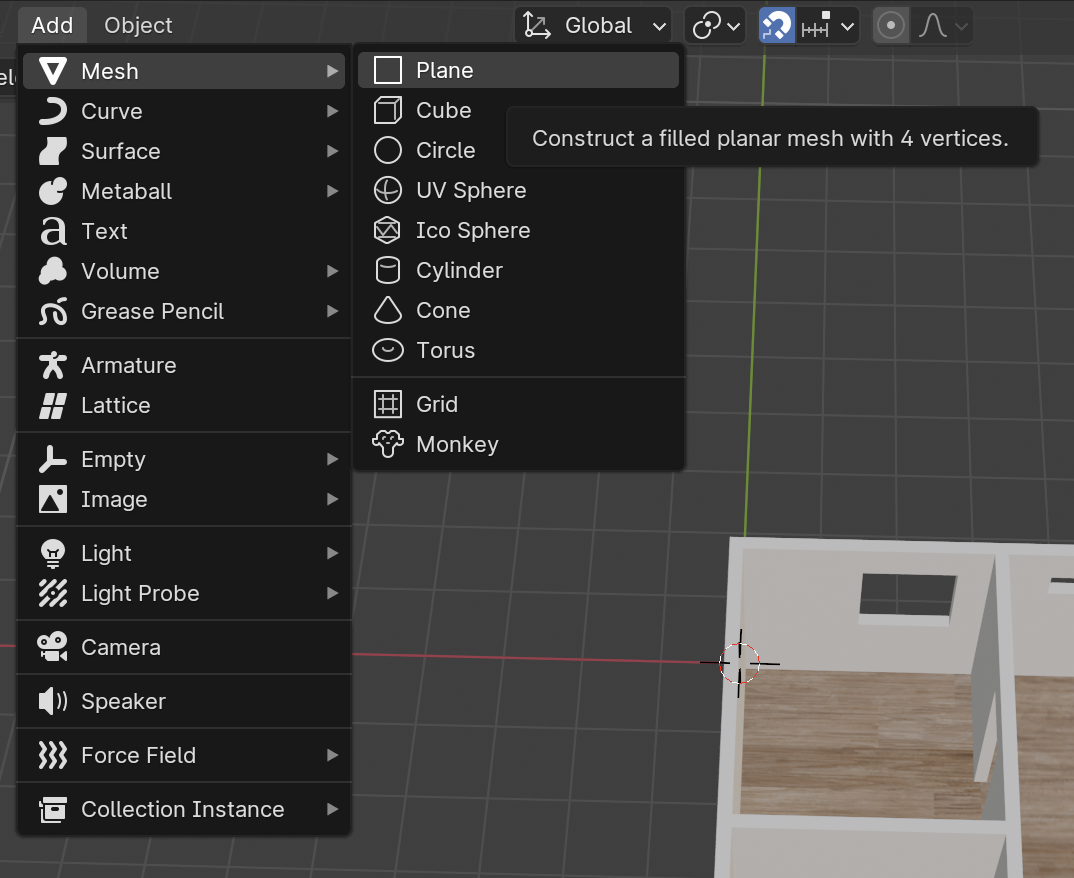 Add Object Global
Mesh
Curve
Surface
Metaball
Text
Volume
Grease Pencil
Armature
Lattice
Empty
Image
Light
Light Probe
Camera
Speaker
Force Field
Collection Instance
Plane
Cube
Circle
UV Sphere
Ico Sphere
Cylinder
Cone
Torus
Grid
Monkey
Construct a filled planar mesh with 4 vertices.